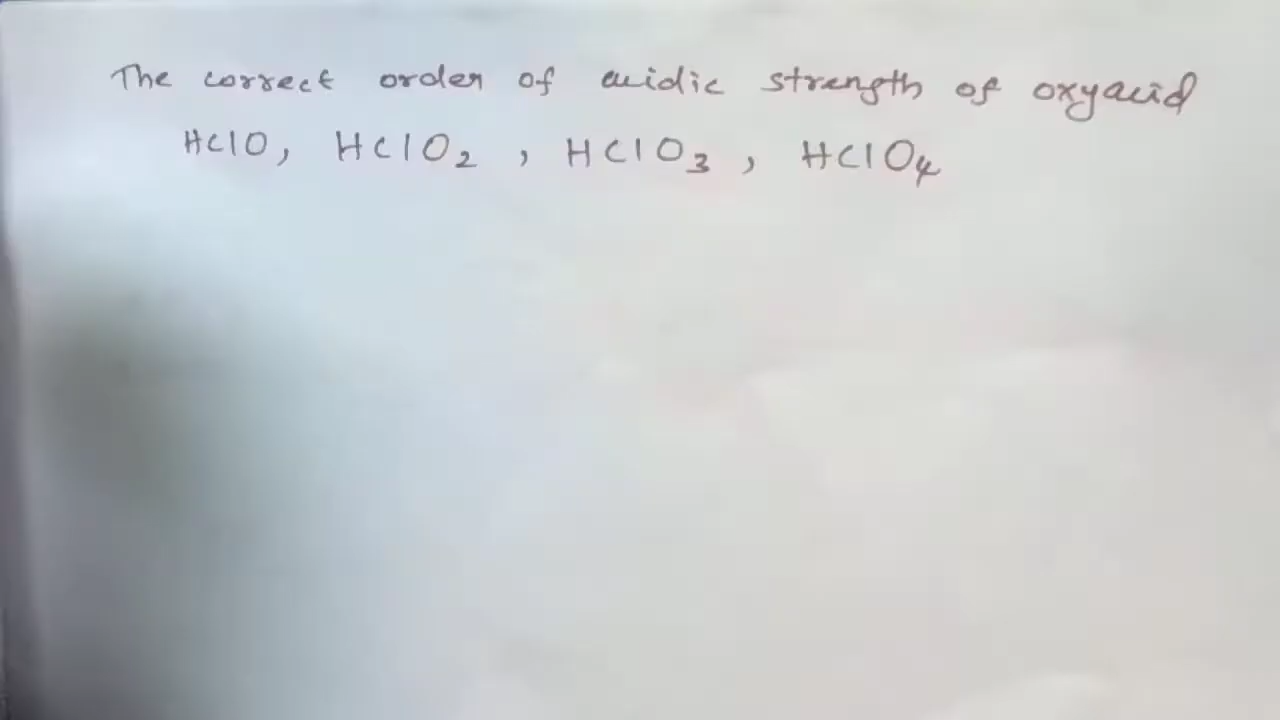 The correct order of acidic strength of oxyacid
HClO, HClO2, HClO3, HClO4